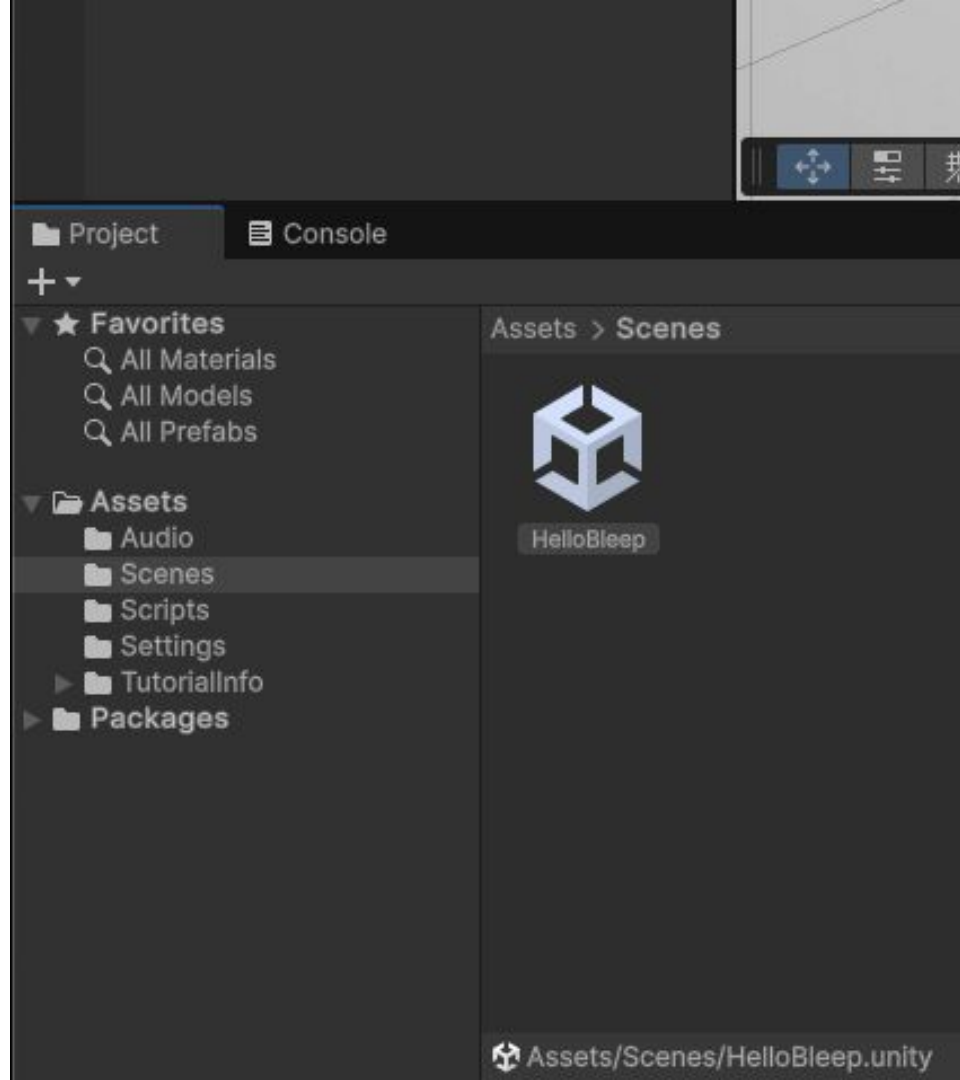 Project
Console
Favorites
All Materials
All Models
All Prefabs
Assets
Audio
Scenes
Scripts
Settings
TutorialInfo
Packages
Assets > Scenes
HelloBleep
Assets/Scenes/HelloBleep.unity